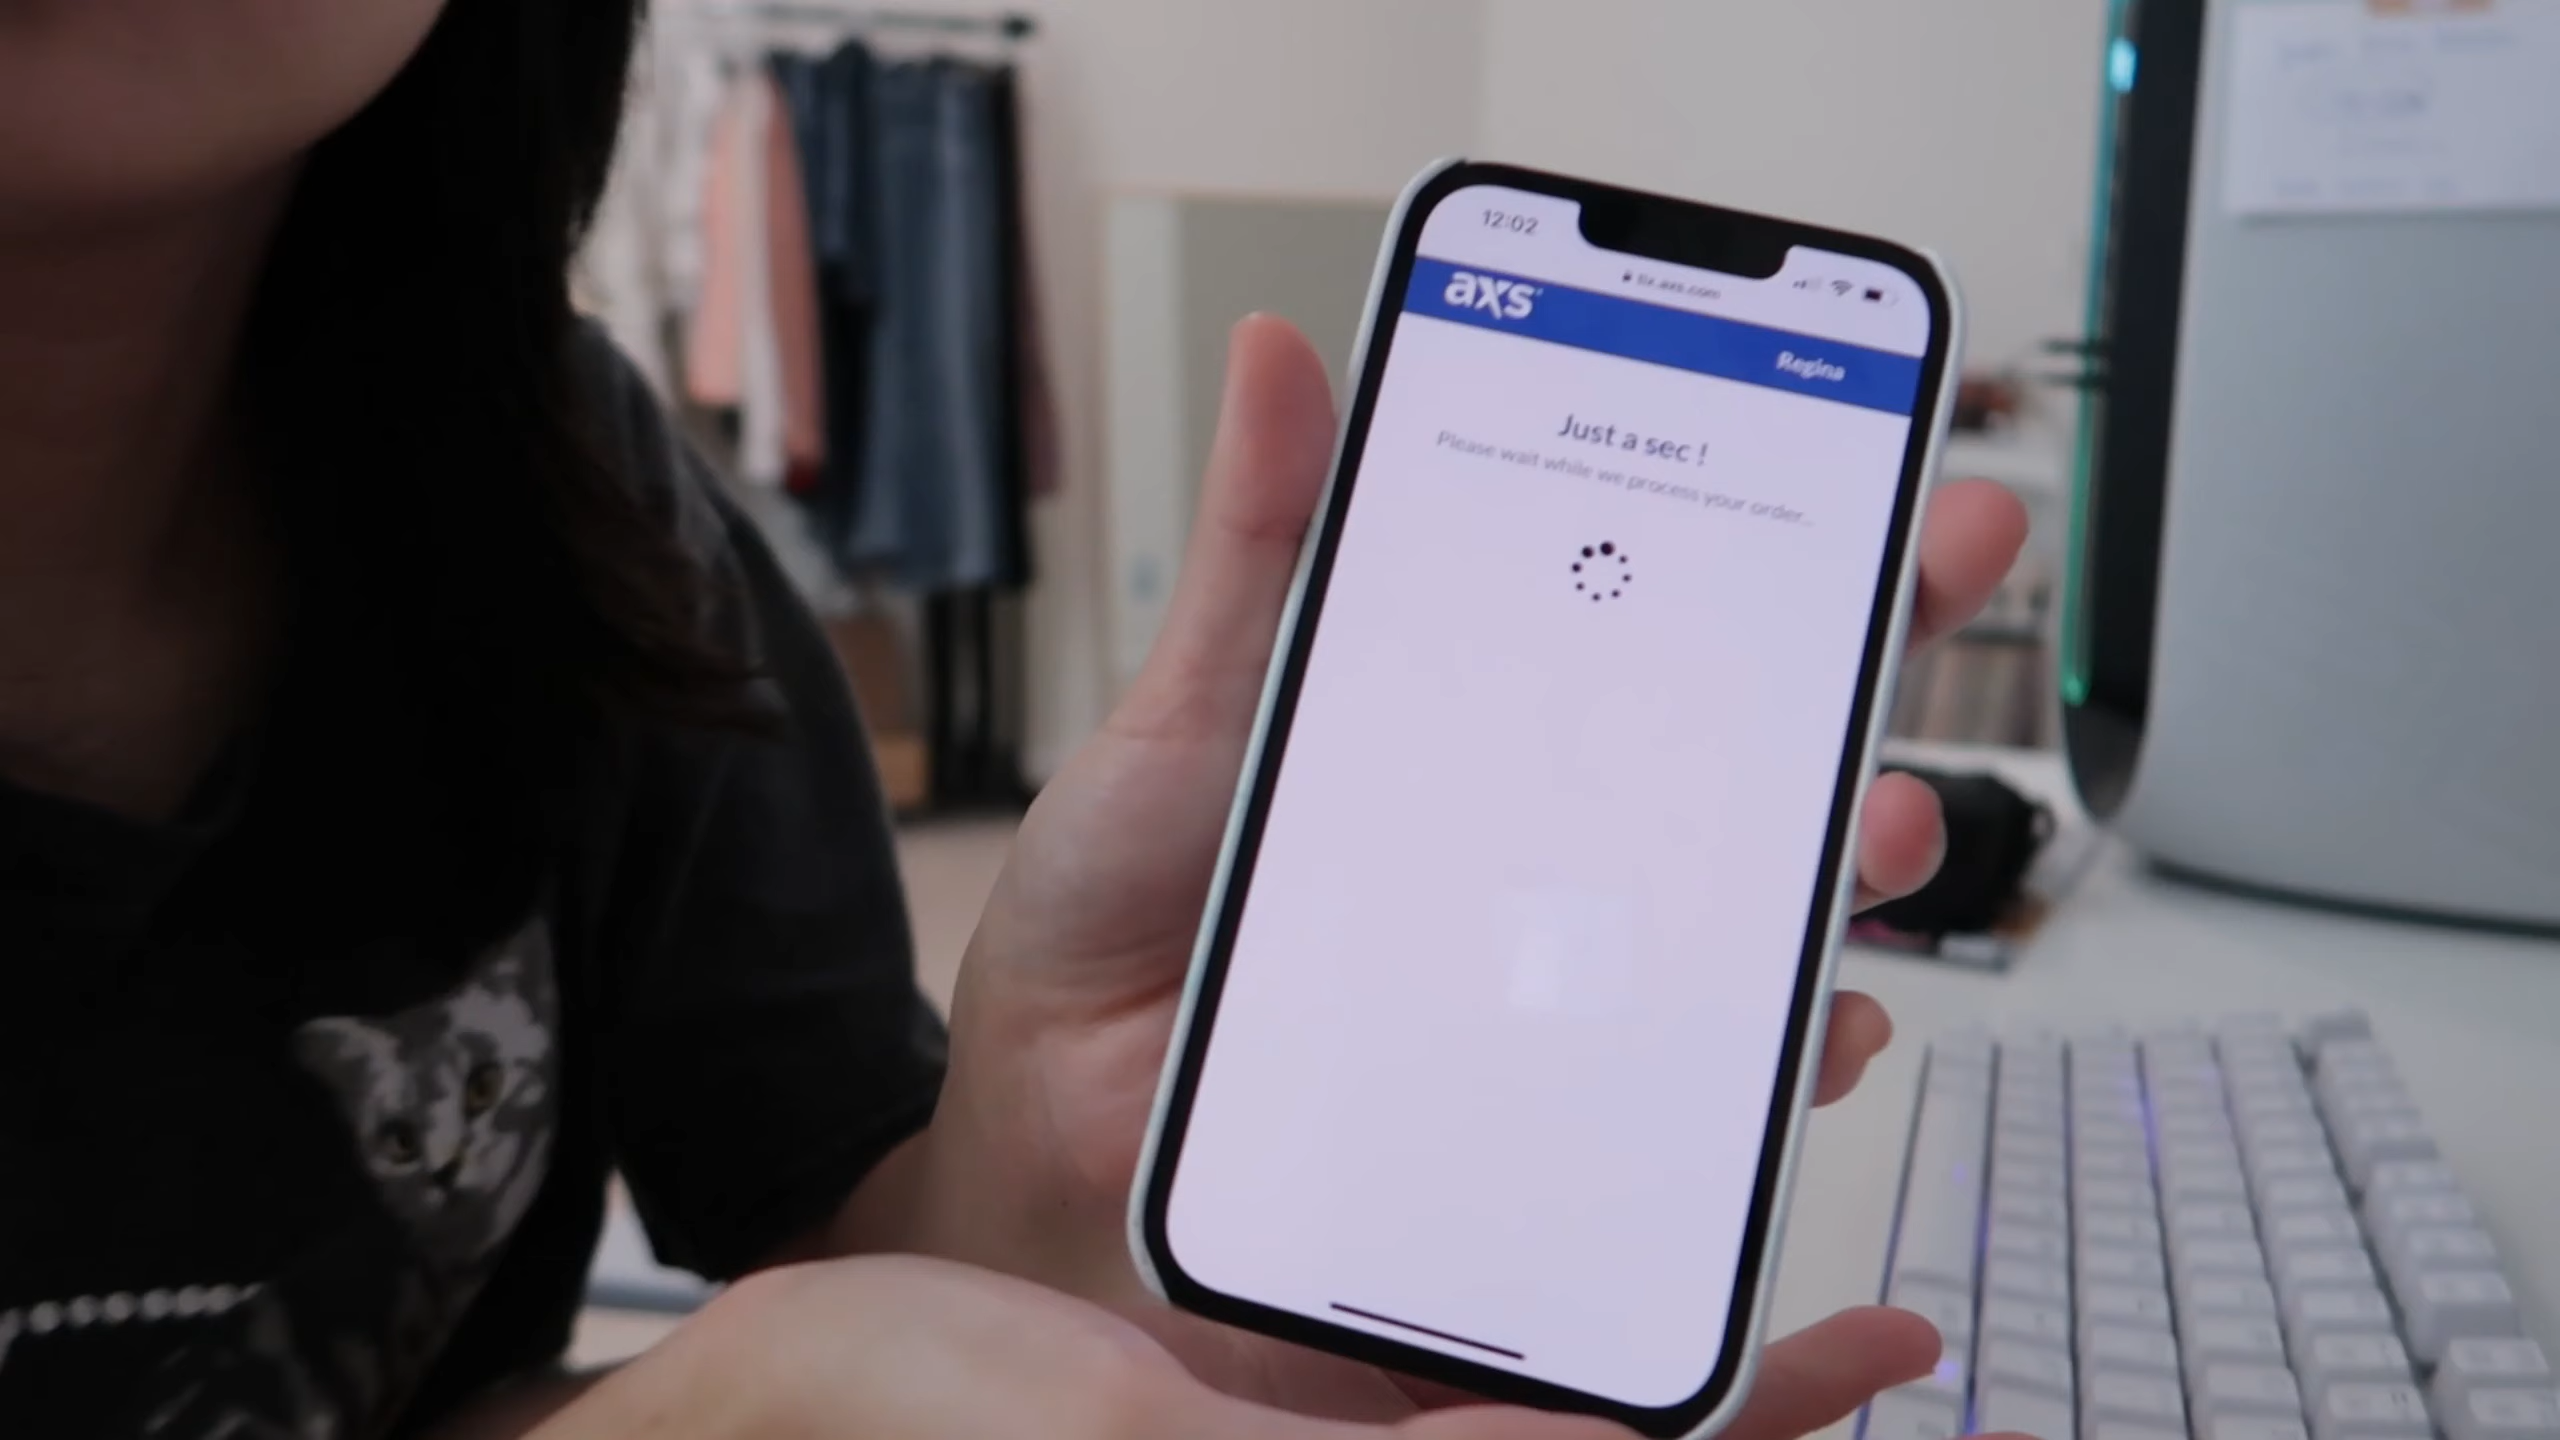 12:02
tix.axs.com
axs
Regina
Just a sec !
Please wait while we process your order...